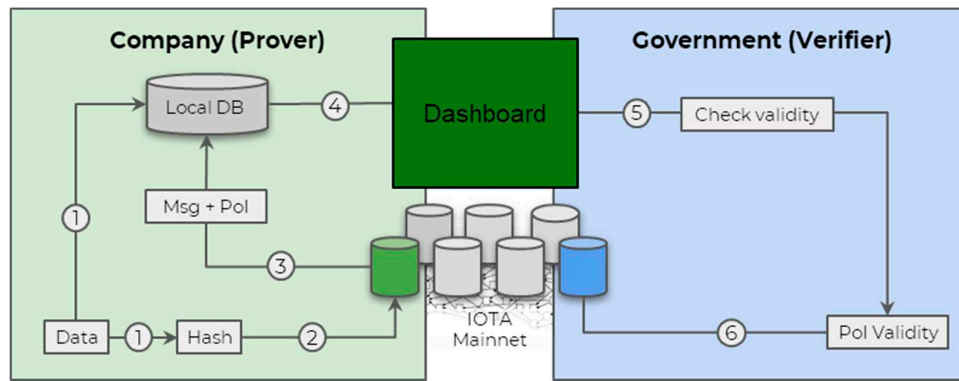 Company (Prover)
Government (Verifier)
Local DB
4
Dashboard
5
Check validity
1
Msg + PoI
3
IOTA
Mainnet
Data
1
Hash
2
6
PoI Validity